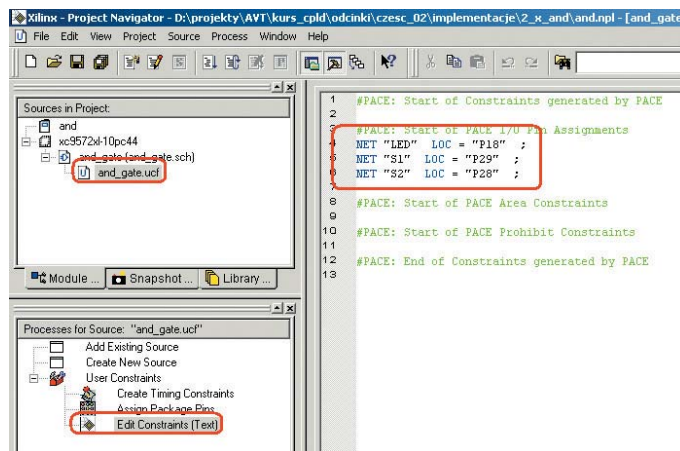 Xilinx - Project Navigator - D:\projekty\AVT\kurs_cpld\odcinki\czesc_02\implementacje\2_x_and\and.npl - [and_gate
File Edit View Project Source Process Window Help
Sources in Project:
and
xc9572xl-10pc44
and_gate (and_gate.sch)
and_gate.ucf
Module ... Snapshot ... Library ...
Processes for Source: "and_gate.ucf"
Add Existing Source
Create New Source
User Constraints
Create Timing Constraints
Assign Package Pins
Edit Constraints (Text)
1 #PACE: Start of Constraints generated by PACE
2
3 #PACE: Start of PACE I/O Pin Assignments
4 NET "LED" LOC = "P18" ;
5 NET "S1" LOC = "P29" ;
6 NET "S2" LOC = "P28" ;
7
8 #PACE: Start of PACE Area Constraints
9
10 #PACE: Start of PACE Prohibit Constraints
11
12 #PACE: End of Constraints generated by PACE
13